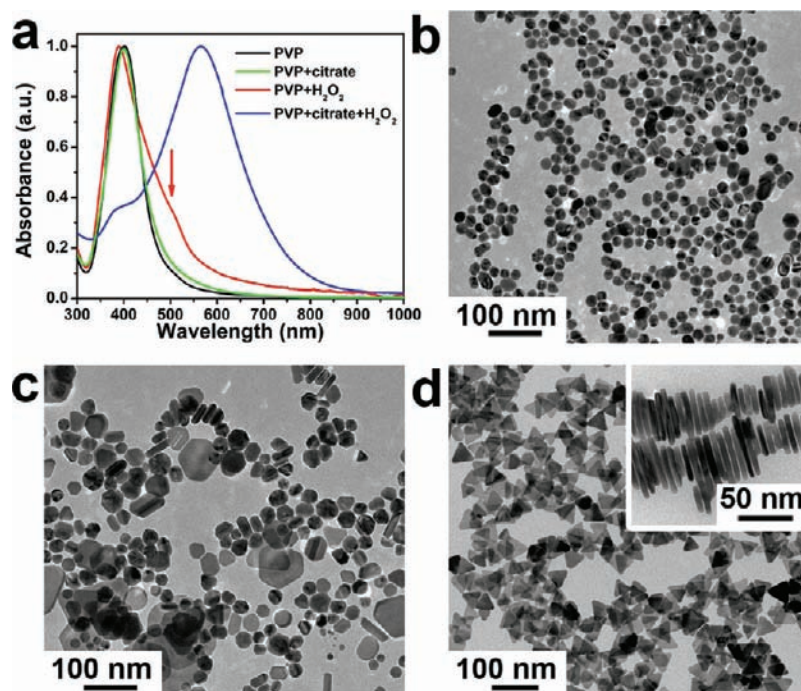 a
PVP
PVP+citrate
PVP+H₂O₂
PVP+citrate+H₂O₂
Absorbance (a.u.)
1.0
0.8
0.6
0.4
0.2
0.0
300 400 500 600 700 800 900 1000
Wavelength (nm)
b
100 nm
c
100 nm
d
50 nm
100 nm